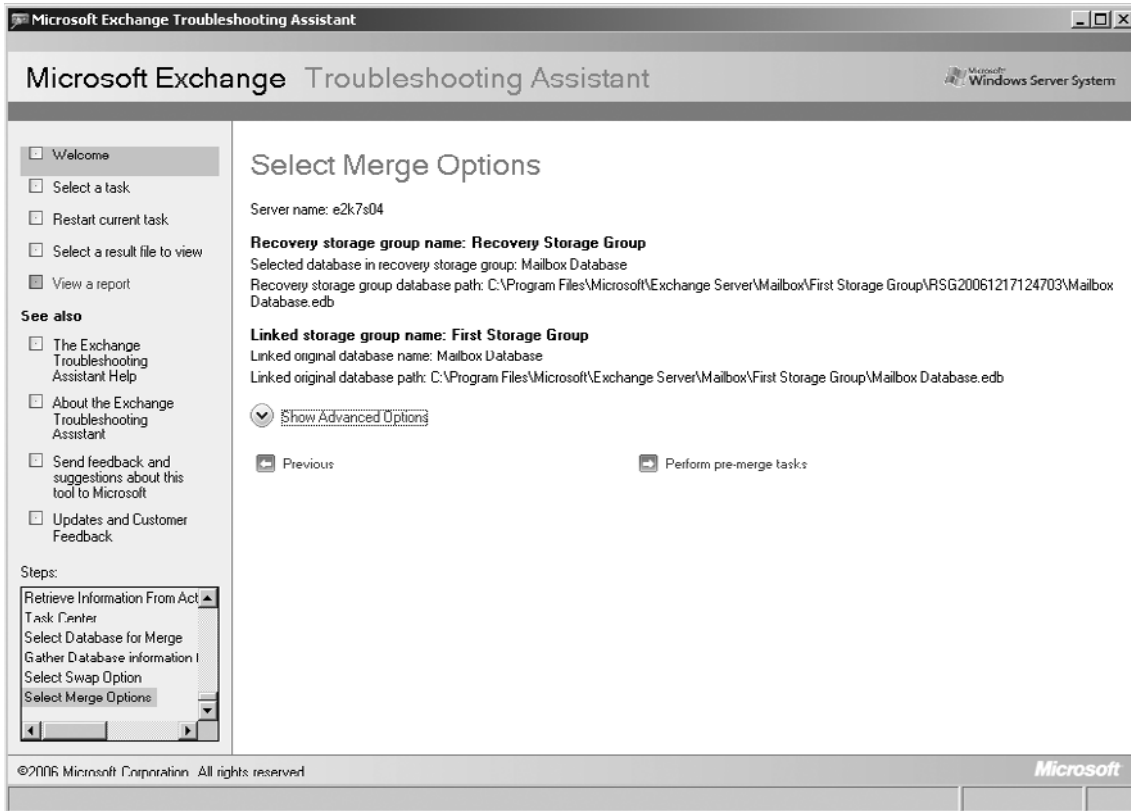 Microsoft Exchange Troubleshooting Assistant
Microsoft Exchange Troubleshooting Assistant
Microsoft
Windows Server System
Welcome
Select a task
Restart current task
Select a result file to view
View a report
See also
The Exchange
Troubleshooting
Assistant Help
About the Exchange
Troubleshooting
Assistant
Send feedback and
suggestions about this
tool to Microsoft
Updates and Customer
Feedback
Steps:
Retrieve Information From Act
Task Center
Select Database for Merge
Gather Database information
Select Swap Option
Select Merge Options
Select Merge Options
Server name: e2k7s04
Recovery storage group name: Recovery Storage Group
Selected database in recovery storage group: Mailbox Database
Recovery storage group database path: C:\Program Files\Microsoft\Exchange Server\Mailbox\First Storage Group\RSG20061217124703\Mailbox
Database.edb
Linked storage group name: First Storage Group
Linked original database name: Mailbox Database
Linked original database path: C:\Program Files\Microsoft\Exchange Server\Mailbox\First Storage Group\Mailbox Database.edb
Show Advanced Options
Previous
Perform pre-merge tasks
©2006 Microsoft Corporation. All rights reserved
Microsoft